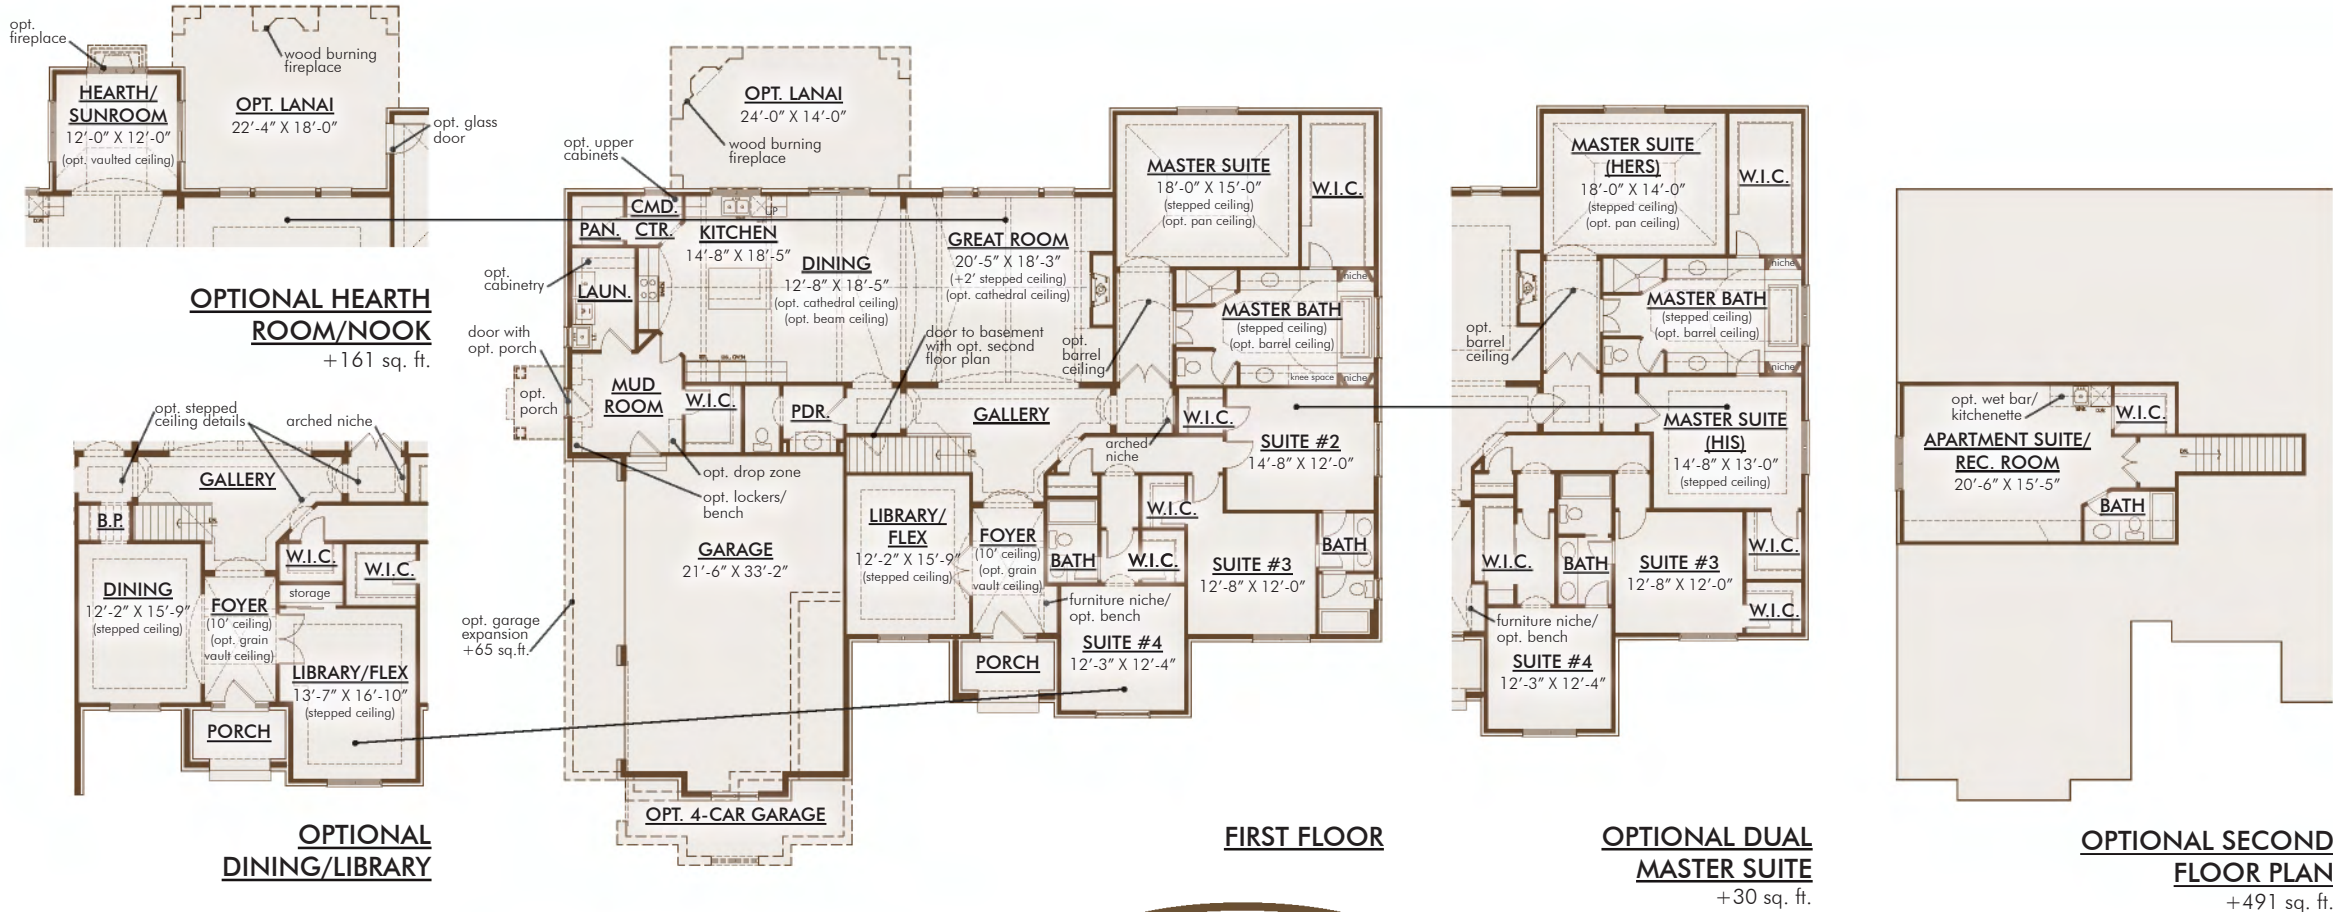 opt.
fireplace
wood burning
fireplace
HEARTH/
SUNROOM
12'-0" X 12'-0"
(opt. vaulted ceiling)
OPT. LANAI
22'-4" X 18'-0"
opt. glass
door
OPTIONAL HEARTH
ROOM/NOOK
+161 sq. ft.
opt. stepped
ceiling details
arched niche
GALLERY
B.P.
W.I.C.
W.I.C.
storage
DINING
12'-2" X 15'-9"
(stepped ceiling)
FOYER
(10' ceiling)
(opt. grain
vault ceiling)
LIBRARY/FLEX
13'-7" X 16'-10"
(stepped ceiling)
PORCH
OPTIONAL
DINING/LIBRARY
OPT. LANAI
24'-0" X 14'-0"
wood burning
fireplace
opt. upper
cabinets
CMD.
CTR.
PAN.
KITCHEN
14'-8" X 18'-5"
DINING
12'-8" X 18'-5"
(opt. cathedral ceiling)
(opt. beam ceiling)
GREAT ROOM
20'-5" X 18'-3"
(+2' stepped ceiling)
(opt. cathedral ceiling)
MASTER SUITE
18'-0" X 15'-0"
(stepped ceiling)
(opt. pan ceiling)
W.I.C.
opt.
cabinetry
LAUN.
door with
opt. porch
opt.
porch
MUD
ROOM
W.I.C.
PDR.
door to basement
with opt. second
floor plan
opt.
barrel
ceiling
MASTER BATH
(stepped ceiling)
(opt. barrel ceiling)
niche
knee space
niche
GALLERY
arched
niche
W.I.C.
SUITE #2
14'-8" X 12'-0"
opt. drop zone
opt. lockers/
bench
GARAGE
21'-6" X 33'-2"
LIBRARY/
FLEX
12'-2" X 15'-9"
(stepped ceiling)
FOYER
(10' ceiling)
(opt. grain
vault ceiling)
BATH
W.I.C.
W.I.C.
SUITE #3
12'-8" X 12'-0"
BATH
furniture niche/
opt. bench
opt. garage
expansion
+65 sq.ft.
SUITE #4
12'-3" X 12'-4"
PORCH
OPT. 4-CAR GARAGE
FIRST FLOOR
MASTER SUITE
(HERS)
18'-0" X 14'-0"
(stepped ceiling)
(opt. pan ceiling)
W.I.C.
niche
MASTER BATH
(stepped ceiling)
(opt. barrel ceiling)
niche
opt.
barrel
ceiling
MASTER SUITE
(HIS)
14'-8" X 13'-0"
(stepped ceiling)
W.I.C.
BATH
SUITE #3
12'-8" X 12'-0"
W.I.C.
W.I.C.
furniture niche/
opt. bench
SUITE #4
12'-3" X 12'-4"
OPTIONAL DUAL
MASTER SUITE
+30 sq. ft.
opt. wet bar/
kitchenette
W.I.C.
APARTMENT SUITE/
REC. ROOM
20'-6" X 15'-5"
BATH
OPTIONAL SECOND
FLOOR PLAN
+491 sq. ft.